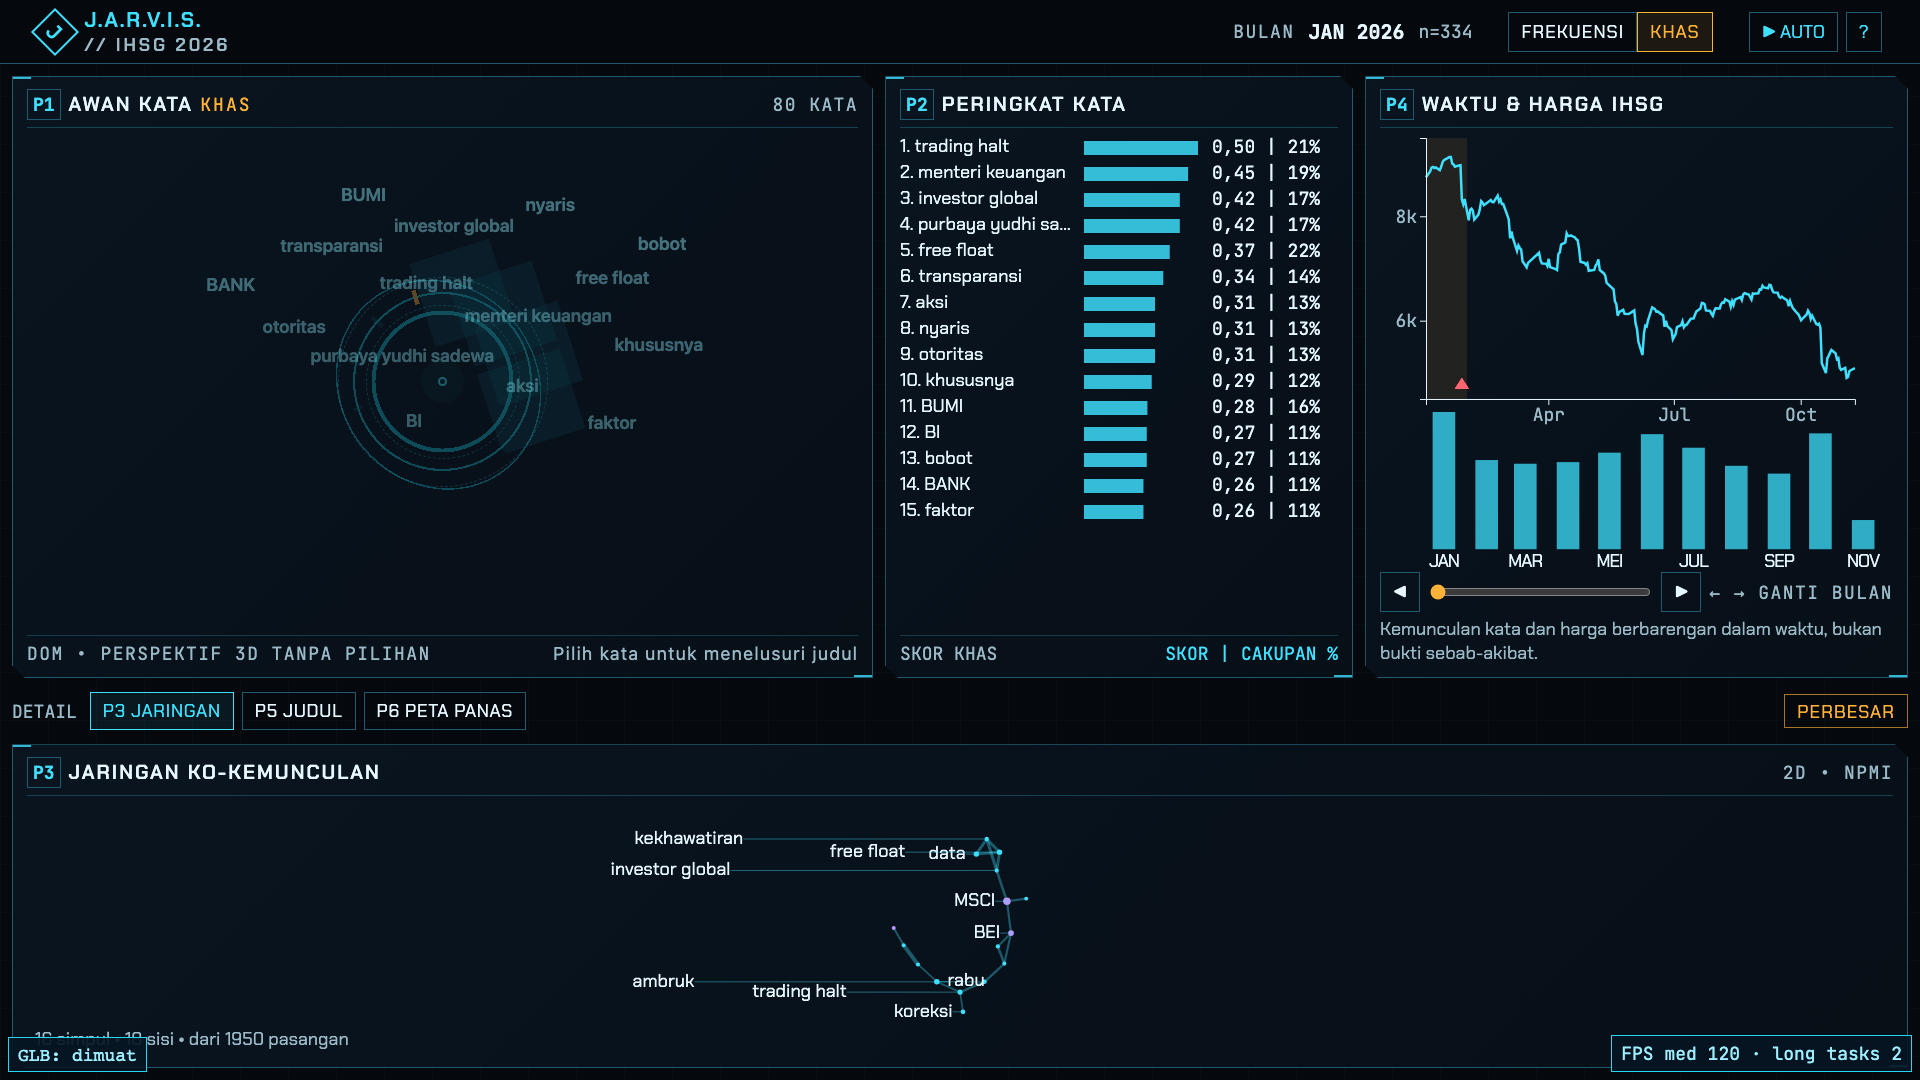 J.A.R.V.I.S.
// IHSG 2026
BULAN JAN 2026 n=334
FREKUENSI KHAS
▶ AUTO
?
P1 AWAN KATA KHAS
80 KATA
BUMI
nyaris
investor global
transparansi
bobot
BANK
trading halt
free float
otoritas
menteri keuangan
khususnya
purbaya yudhi sadewa
aksi
BI
faktor
DOM • PERSPEKTIF 3D TANPA PILIHAN
Pilih kata untuk menelusuri judul
P2 PERINGKAT KATA
1. trading halt 0,50 | 21%
2. menteri keuangan 0,45 | 19%
3. investor global 0,42 | 17%
4. purbaya yudhi sa... 0,42 | 17%
5. free float 0,37 | 22%
6. transparansi 0,34 | 14%
7. aksi 0,31 | 13%
8. nyaris 0,31 | 13%
9. otoritas 0,31 | 13%
10. khususnya 0,29 | 12%
11. BUMI 0,28 | 16%
12. BI 0,27 | 11%
13. bobot 0,27 | 11%
14. BANK 0,26 | 11%
15. faktor 0,26 | 11%
SKOR KHAS
SKOR | CAKUPAN %
P4 WAKTU & HARGA IHSG
8k
6k
Apr Jul Oct
JAN MAR MEI JUL SEP NOV
◀ ▶ ← → GANTI BULAN
Kemunculan kata dan harga berbarengan dalam waktu, bukan
bukti sebab-akibat.
DETAIL P3 JARINGAN P5 JUDUL P6 PETA PANAS
PERBESAR
P3 JARINGAN KO-KEMUNCULAN
2D • NPMI
kekhawatiran
free float
data
investor global
MSCI
BEI
ambruk
rabu
trading halt
koreksi
sisi • dari 1950 pasangan
GLB: dimuat
FPS med 120 · long tasks 2